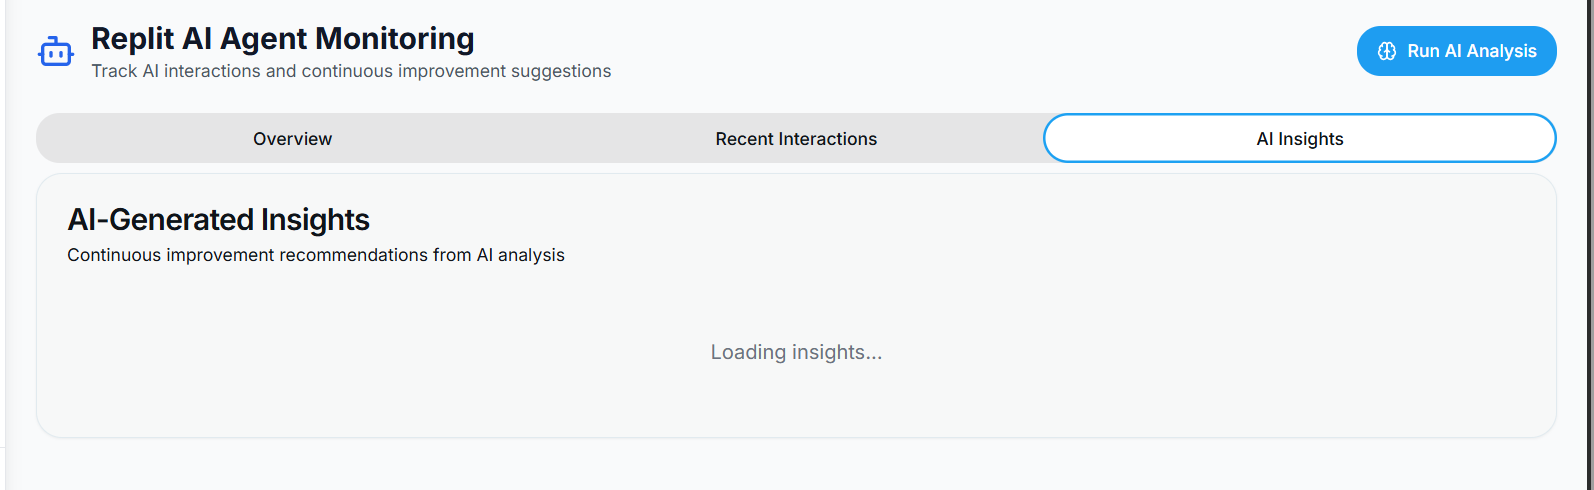 Replit AI Agent Monitoring
Track AI interactions and continuous improvement suggestions
Run AI Analysis
Overview
Recent Interactions
AI Insights
AI-Generated Insights
Continuous improvement recommendations from AI analysis
Loading insights...